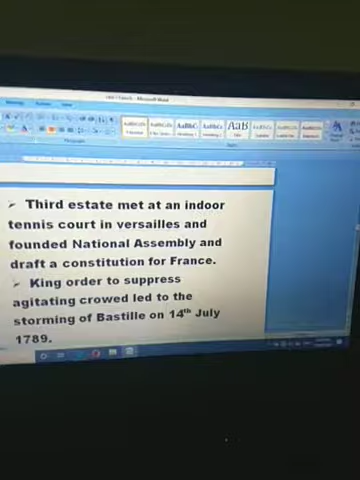 ➢ Third estate met at an indoor
tennis court in versailles and
founded National Assembly and
draft a constitution for France.
➢ King order to suppress
agitating crowed led to the
storming of Bastille on 14th July
1789.